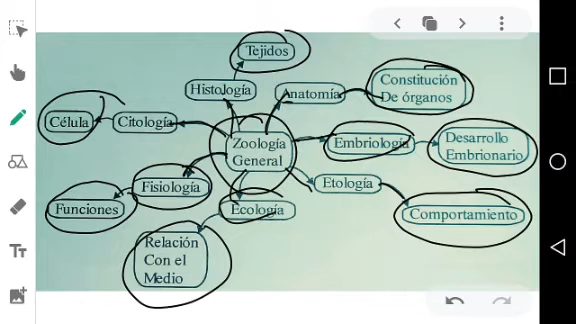 Tejidos
Histología
Anatomía
Constitución
De órganos
Célula
Citología
Zoología
General
Embriología
Desarrollo
Embrionario
Fisiología
Etología
Funciones
Ecología
Comportamiento
Relación
Con el
Medio
Tт